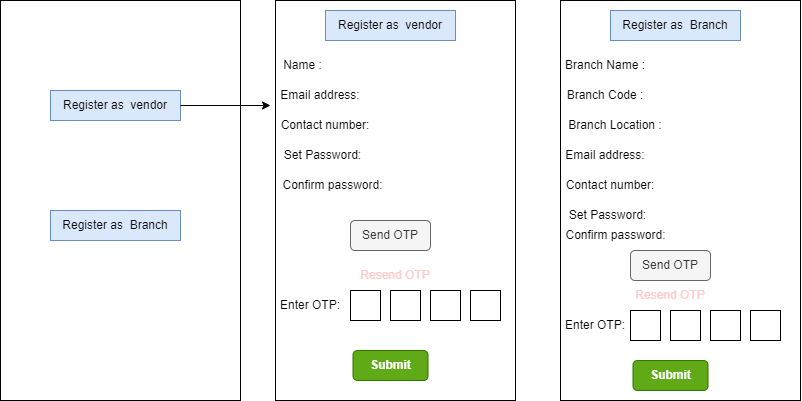 Register as  vendor
Register as  Branch
Register as  vendor
Name :
Email address:
Contact number:
Set Password:
Confirm password:
Send OTP
Resend OTP
Enter OTP:
Submit
Register as  Branch
Branch Name :
Branch Code :
Branch Location :
Email address:
Contact number:
Set Password:
Confirm password:
Send OTP
Resend OTP
Enter OTP:
Submit